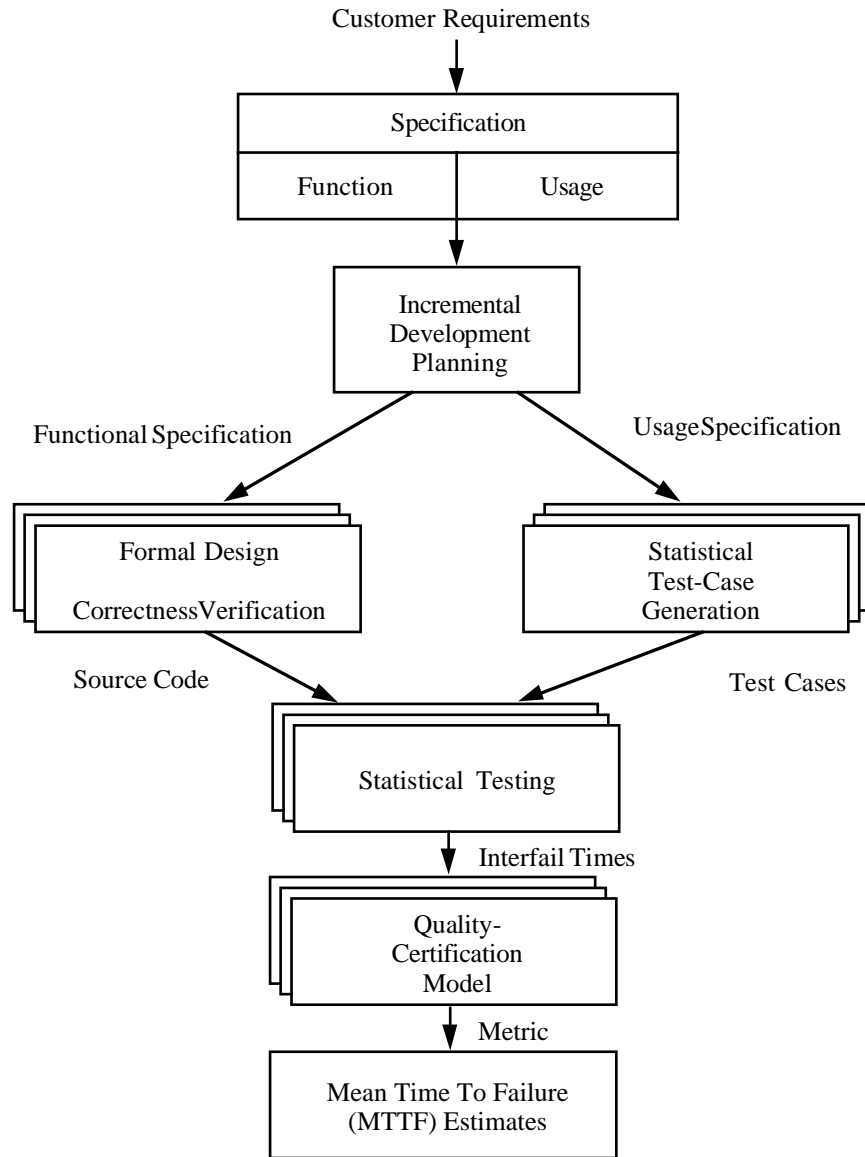 Customer Requirements
Specification
Function
Usage
Incremental
Development
Planning
Functional Specification
UsageSpecification
Formal Design
CorrectnessVerification
Statistical
Test-Case
Generation
Source Code
Test Cases
Statistical Testing
Interfail Times
Quality-
Certification
Model
Metric
Mean Time To Failure
(MTTF) Estimates